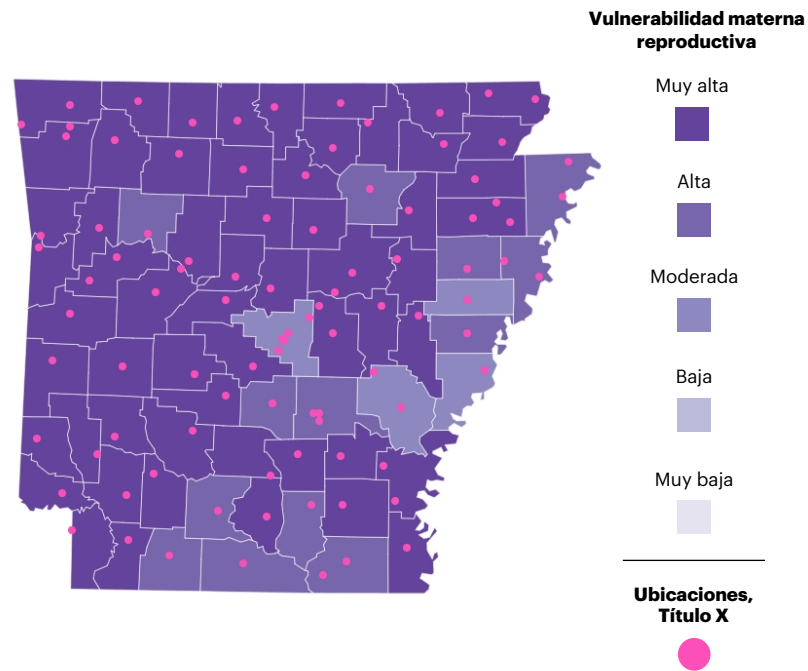 Vulnerabilidad materna
reproductiva
Muy alta
Alta
Moderada
Baja
Muy baja
Ubicaciones,
Título X